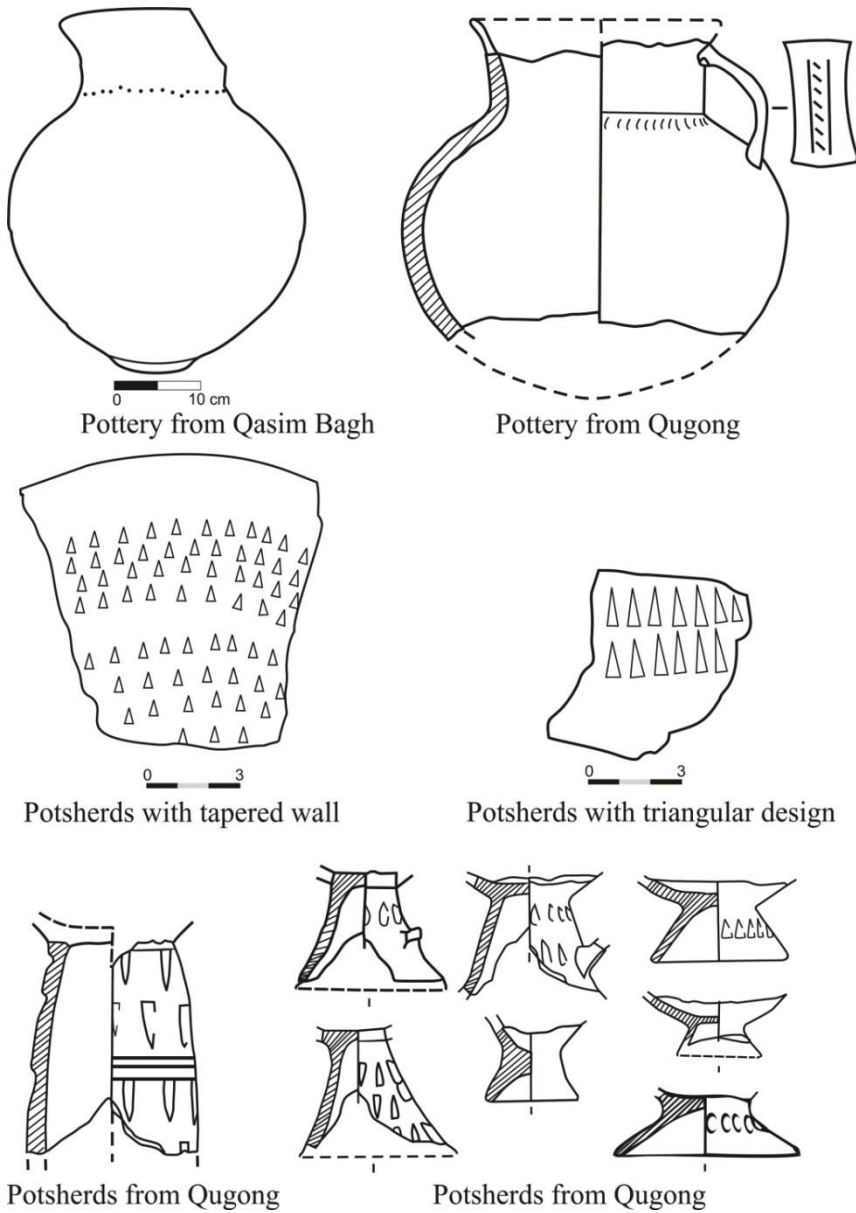 0 10 cm
Pottery from Qasim Bagh
Pottery from Qugong
0 3
Potsherds with tapered wall
0 3
Potsherds with triangular design
Potsherds from Qugong
Potsherds from Qugong